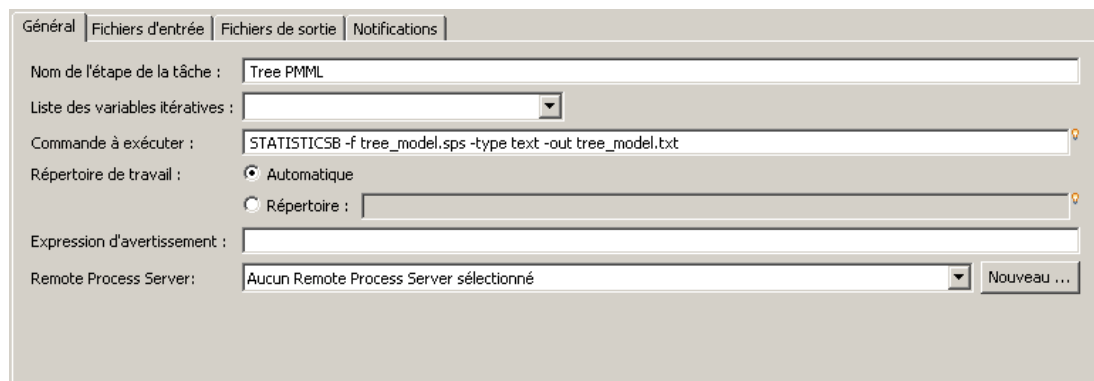 Général Fichiers d'entrée Fichiers de sortie Notifications
Nom de l'étape de la tâche : Tree PMML
Liste des variables itératives :
Commande à exécuter : STATISTICSB -f tree_model.sps -type text -out tree_model.txt
Répertoire de travail : Automatique
Répertoire :
Expression d'avertissement :
Remote Process Server: Aucun Remote Process Server sélectionné Nouveau ...